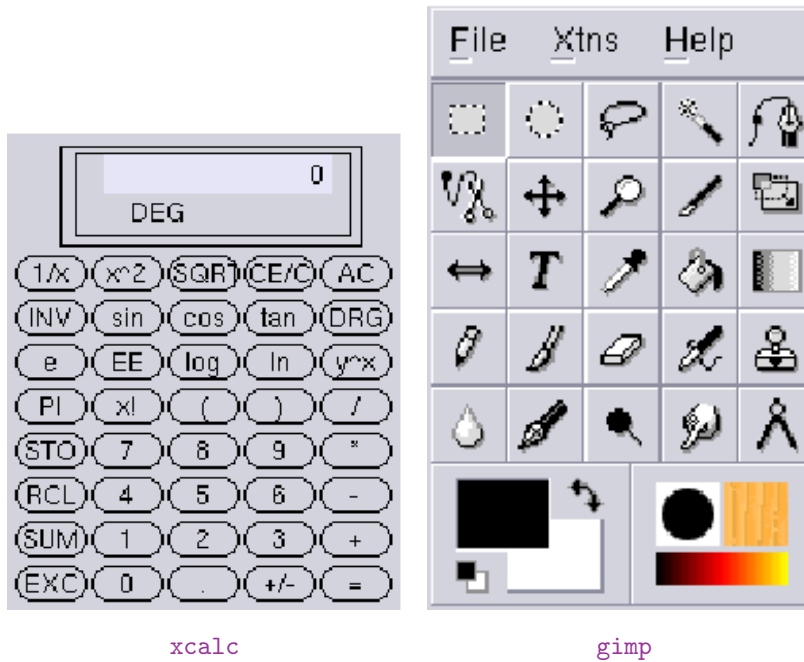 File Xtns Help
0
DEG
1/x x^2 SQRT CE/C AC
INV sin cos tan DRG
e EE log ln y^x
PI x! ( ) /
STO 7 8 9 *
RCL 4 5 6 -
SUM 1 2 3 +
EXC 0 . +/- =
T
xcalc gimp